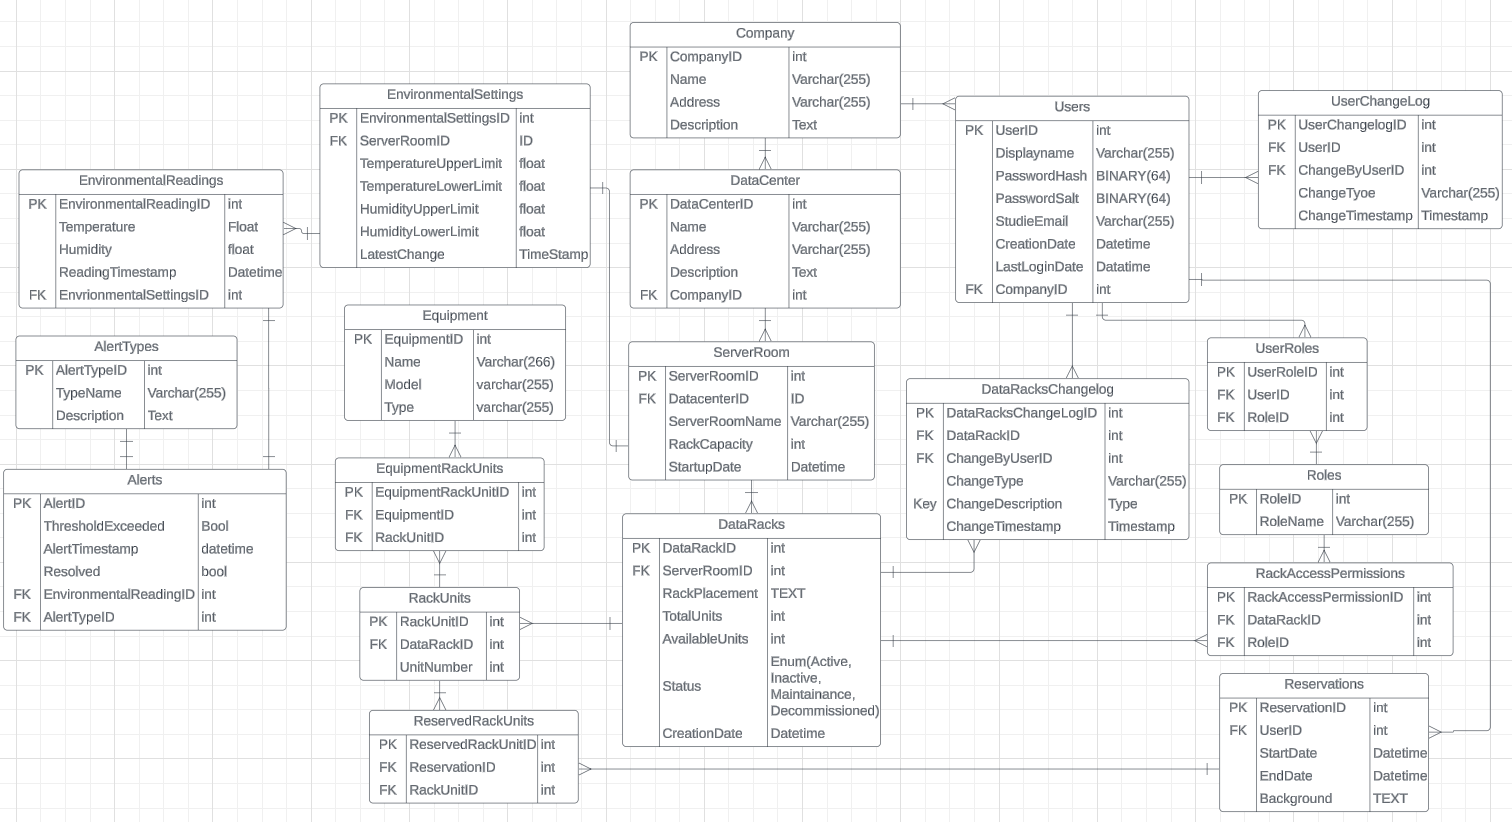 Company
PK CompanyID int
Name Varchar(255)
Address Varchar(255)
Description Text
EnvironmentalSettings
PK EnvironmentalSettingsID int
FK ServerRoomID ID
TemperatureUpperLimit float
TemperatureLowerLimit float
HumidityUpperLimit float
HumidityLowerLimit float
LatestChange TimeStamp
Users
PK UserID int
Displayname Varchar(255)
PasswordHash BINARY(64)
PasswordSalt BINARY(64)
StudieEmail Varchar(255)
CreationDate Datetime
LastLoginDate Datatime
FK CompanyID int
UserChangeLog
PK UserChangelogID int
FK UserID int
FK ChangeByUserID int
ChangeTyoe Varchar(255)
ChangeTimestamp Timestamp
EnvironmentalReadings
PK EnvironmentalReadingID int
Temperature Float
Humidity float
ReadingTimestamp Datetime
FK EnvrionmentalSettingsID int
DataCenter
PK DataCenterID int
Name Varchar(255)
Address Varchar(255)
Description Text
FK CompanyID int
Equipment
PK EquipmentID int
Name Varchar(266)
Model varchar(255)
Type varchar(255)
AlertTypes
PK AlertTypeID int
TypeName Varchar(255)
Description Text
ServerRoom
PK ServerRoomID int
FK DatacenterID ID
ServerRoomName Varchar(255)
RackCapacity int
StartupDate Datetime
UserRoles
PK UserRoleID int
FK UserID int
FK RoleID int
DataRacksChangelog
PK DataRacksChangeLogID int
FK DataRackID int
FK ChangeByUserID int
ChangeType Varchar(255)
Key ChangeDescription Type
ChangeTimestamp Timestamp
Alerts
PK AlertID int
ThresholdExceeded Bool
AlertTimestamp datetime
Resolved bool
FK EnvironmentalReadingID int
FK AlertTypeID int
EquipmentRackUnits
PK EquipmentRackUnitID int
FK EquipmentID int
FK RackUnitID int
Roles
PK RoleID int
RoleName Varchar(255)
DataRacks
PK DataRackID int
FK ServerRoomID int
RackPlacement TEXT
TotalUnits int
AvailableUnits int
Status Enum(Active,
Inactive,
Maintainance,
Decommissioned)
CreationDate Datetime
RackAccessPermissions
PK RackAccessPermissionID int
FK DataRackID int
FK RoleID int
RackUnits
PK RackUnitID int
FK DataRackID int
UnitNumber int
Reservations
PK ReservationID int
FK UserID int
StartDate Datetime
EndDate Datetime
Background TEXT
ReservedRackUnits
PK ReservedRackUnitID int
FK ReservationID int
FK RackUnitID int